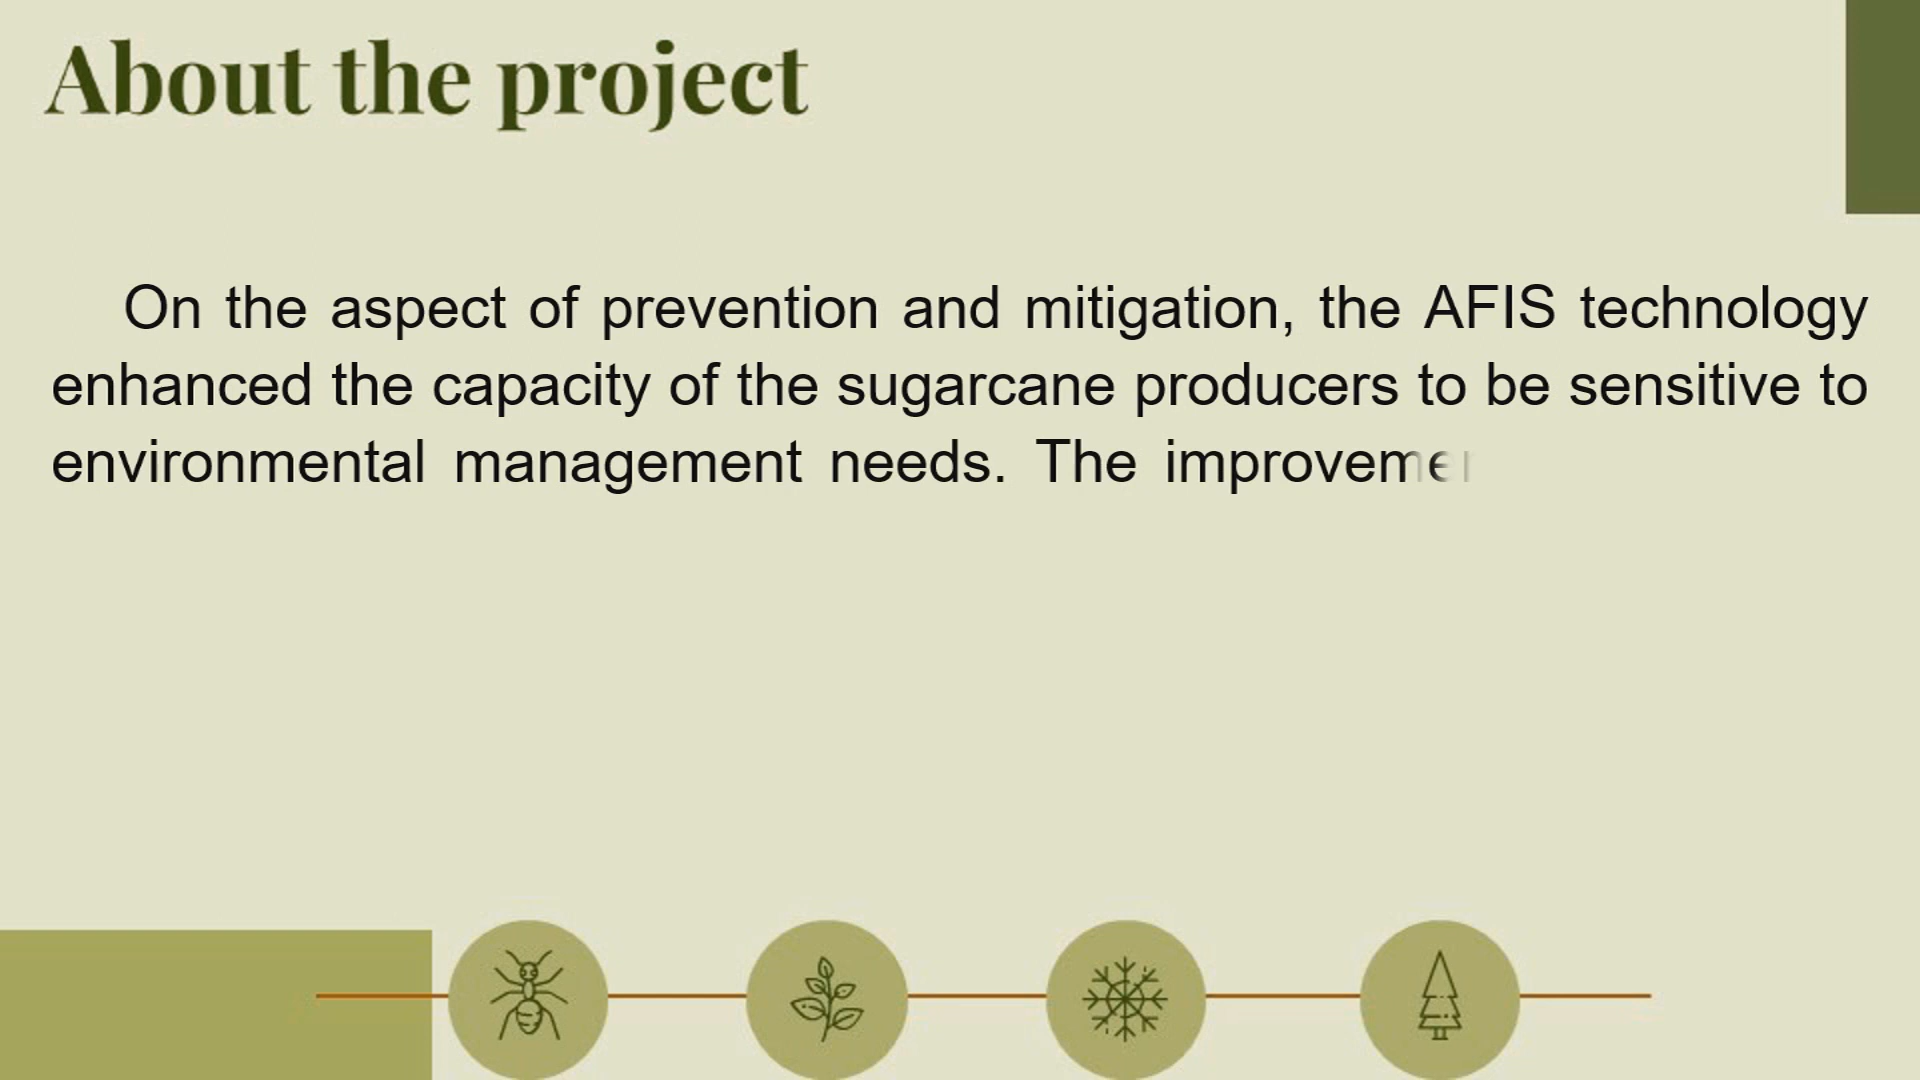 About the project
On the aspect of prevention and mitigation, the AFIS technology
enhanced the capacity of the sugarcane producers to be sensitive to
environmental management needs. The